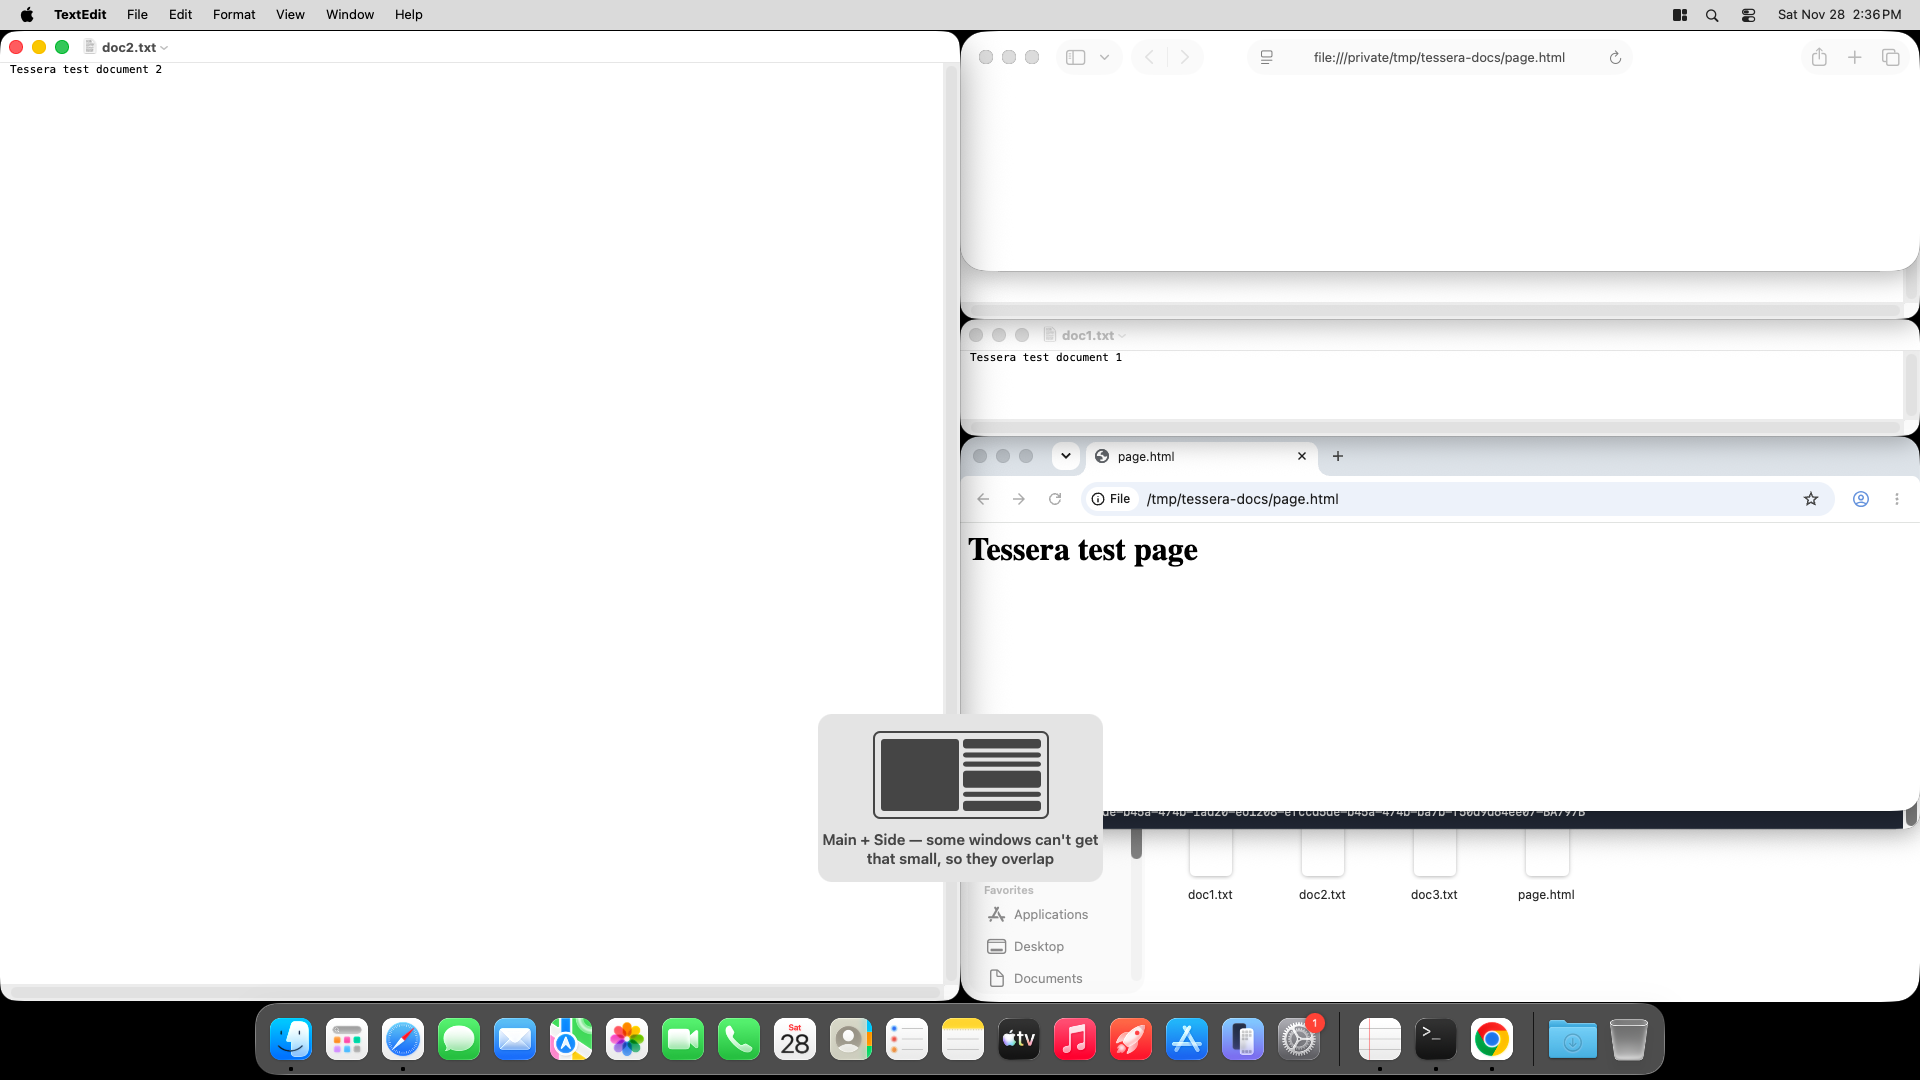 TextEdit File Edit Format View Window Help
Sat Nov 28 2:36 PM
doc2.txt
Tessera test document 2
file:///private/tmp/tessera-docs/page.html
doc1.txt
Tessera test document 1
page.html
File /tmp/tessera-docs/page.html
Tessera test page
Main + Side — some windows can't get
that small, so they overlap
Favorites
Applications
Desktop
Documents
doc1.txt doc2.txt doc3.txt page.html
Sat
28
tv
1